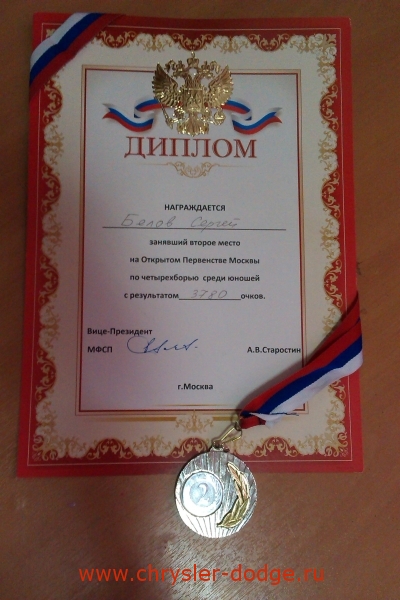 ДИПЛОМ
НАГРАЖДАЕТСЯ
Белов Сергей
занявший второе место
на Открытом Первенстве Москвы
по четырехборью среди юношей
с результатом 3780 очков.
Вице-Президент
МФСП А.В.Старостин
г.Москва
2
www.chrysler-dodge.ru